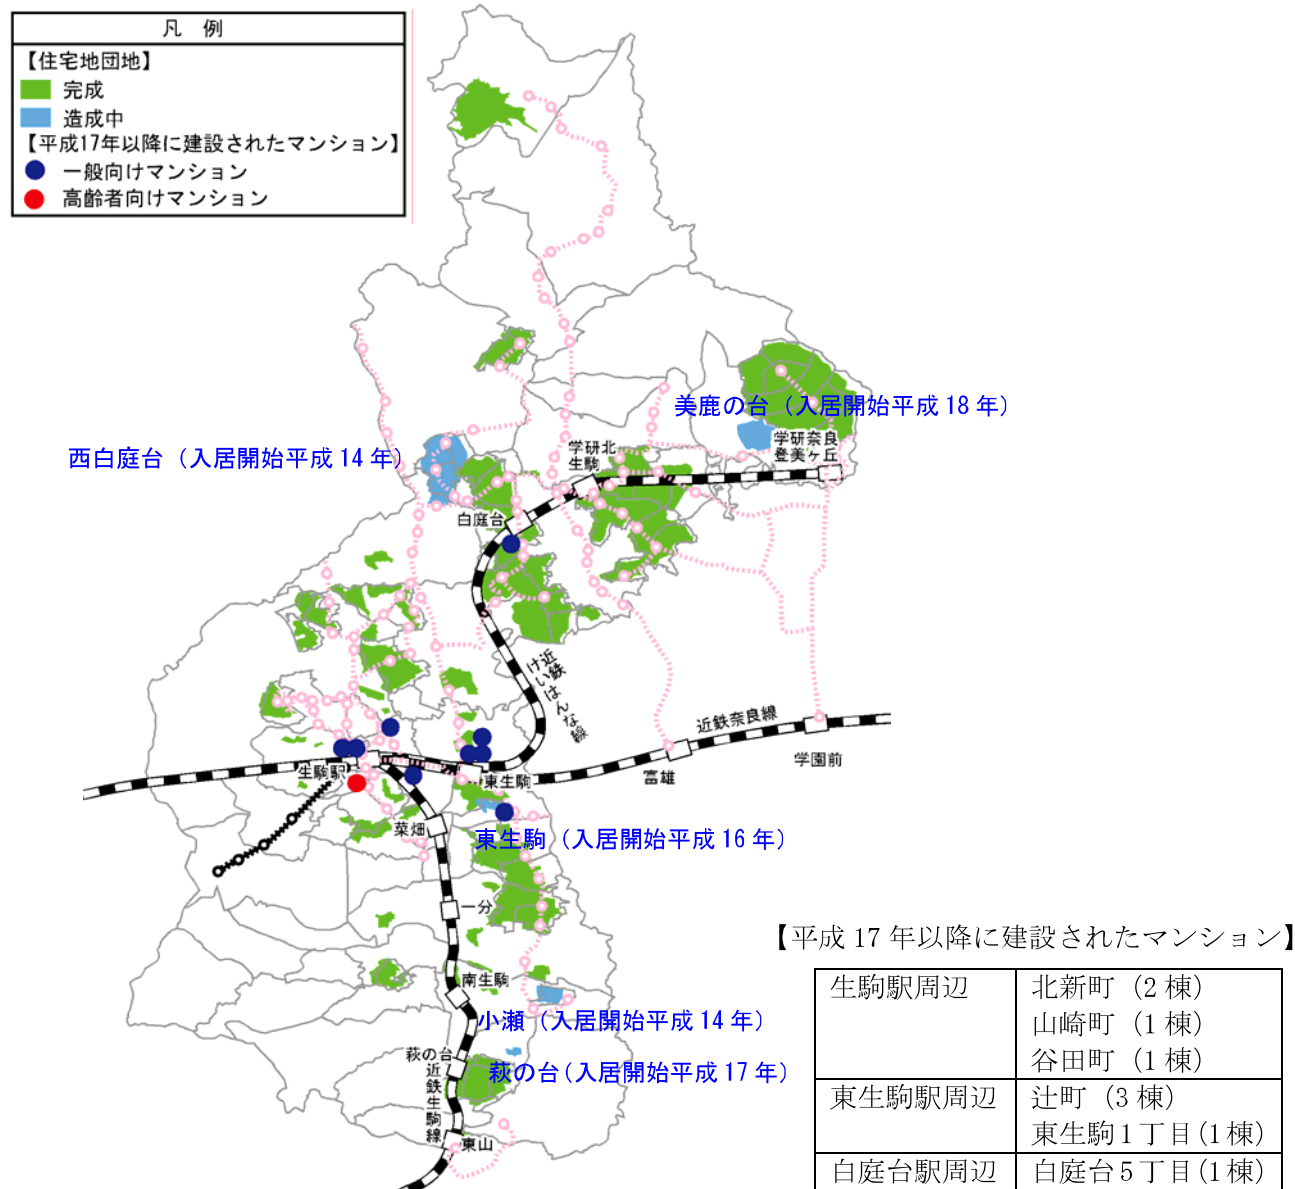 凡 例
【住宅地団地】
完成
造成中
【平成17年以降に建設されたマンション】
一般向けマンション
高齢者向けマンション
美鹿の台（入居開始平成18年）
学研奈良
登美ヶ丘
学研北
生駒
西白庭台（入居開始平成14年）
白庭台
近鉄
けいはんな線
近鉄奈良線
学園前
富雄
生駒駅
東生駒
菜畑
東生駒（入居開始平成16年）
一分
南生駒
小瀬（入居開始平成14年）
萩の台
萩の台（入居開始平成17年）
近鉄生駒線
東山
【平成17年以降に建設されたマンション】
生駒駅周辺 北新町（2棟）
山崎町（1棟）
谷田町（1棟）
東生駒駅周辺 辻町（3棟）
東生駒1丁目(1棟)
白庭台駅周辺 白庭台5丁目(1棟)